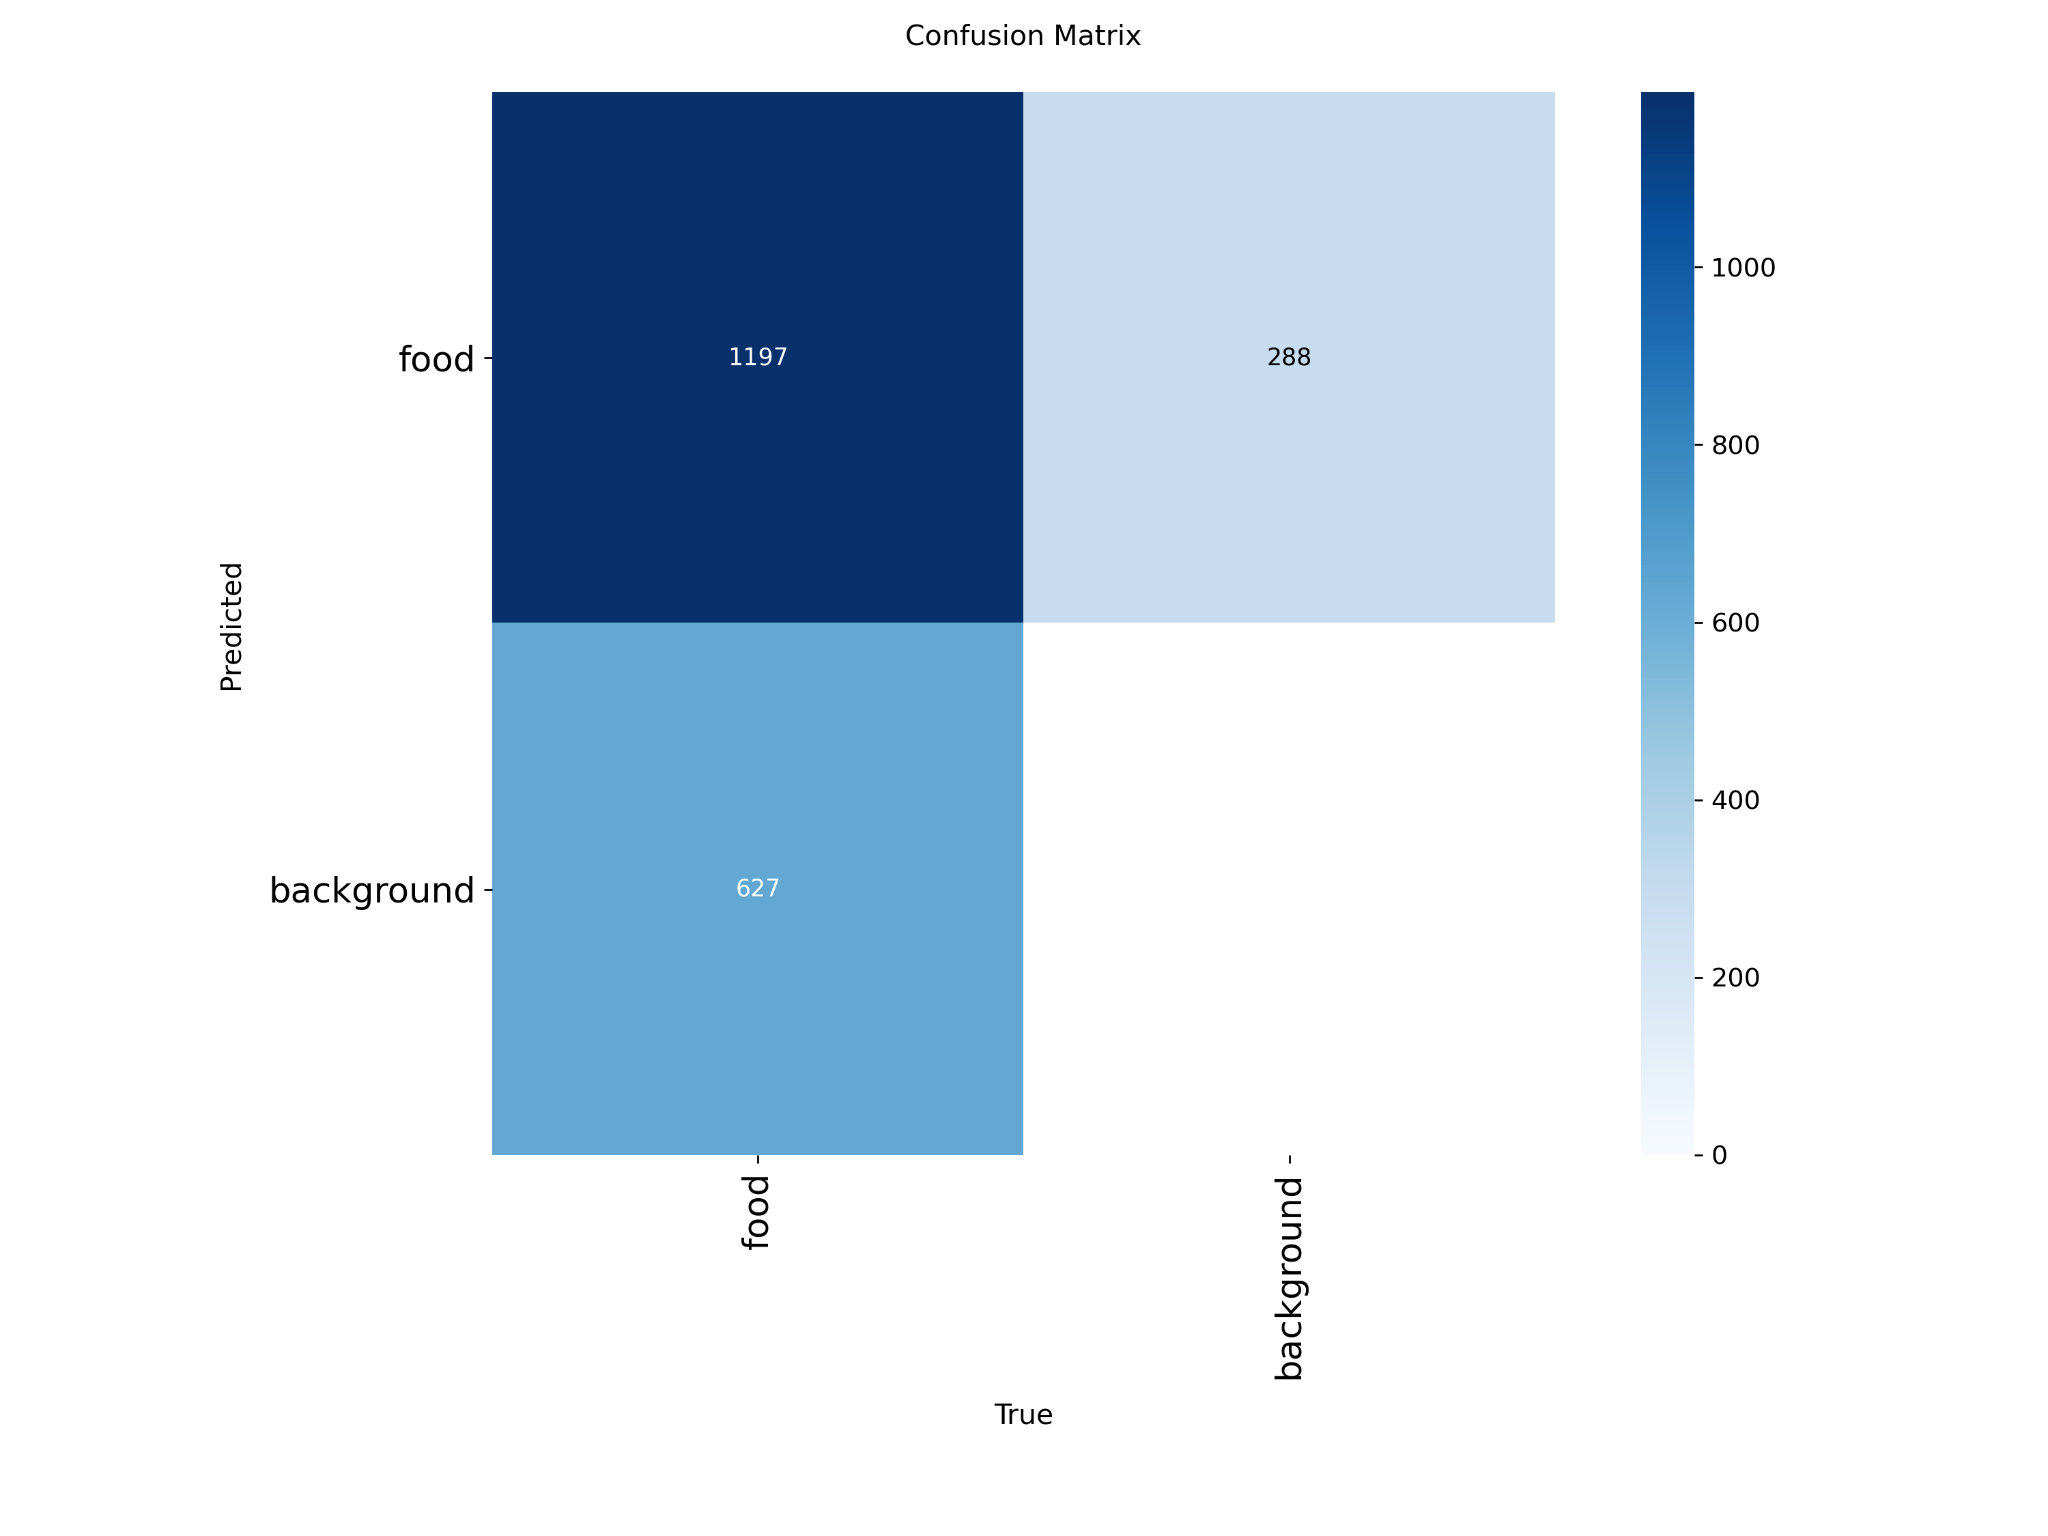 Confusion Matrix
Predicted
food
background
1197
288
627
food
background
True
1000
800
600
400
200
0